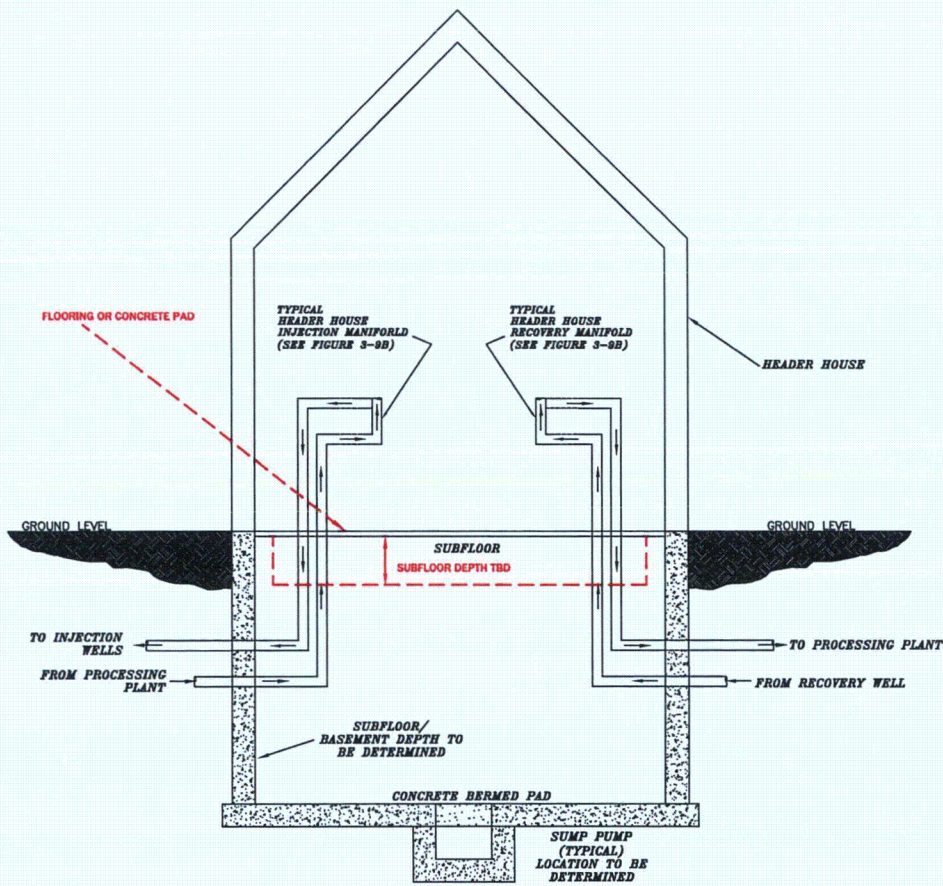 TYPICAL
HEADER HOUSE
INJECTION MANIFORLD
(SEE FIGURE 3-9B)
TYPICAL
HEADER HOUSE
RECOVERY MANIFOLD
(SEE FIGURE 3-9B)
FLOORING OR CONCRETE PAD
HEADER HOUSE
GROUND LEVEL
GROUND LEVEL
SUBFLOOR
SUBFLOOR DEPTH TBD
TO INJECTION
WELLS
TO PROCESSING PLANT
FROM PROCESSING
PLANT
FROM RECOVERY WELL
SUBFLOOR/
BASEMENT DEPTH TO
BE DETERMINED
CONCRETE BERMED PAD
SUMP PUMP
(TYPICAL)
LOCATION TO BE
DETERMINED